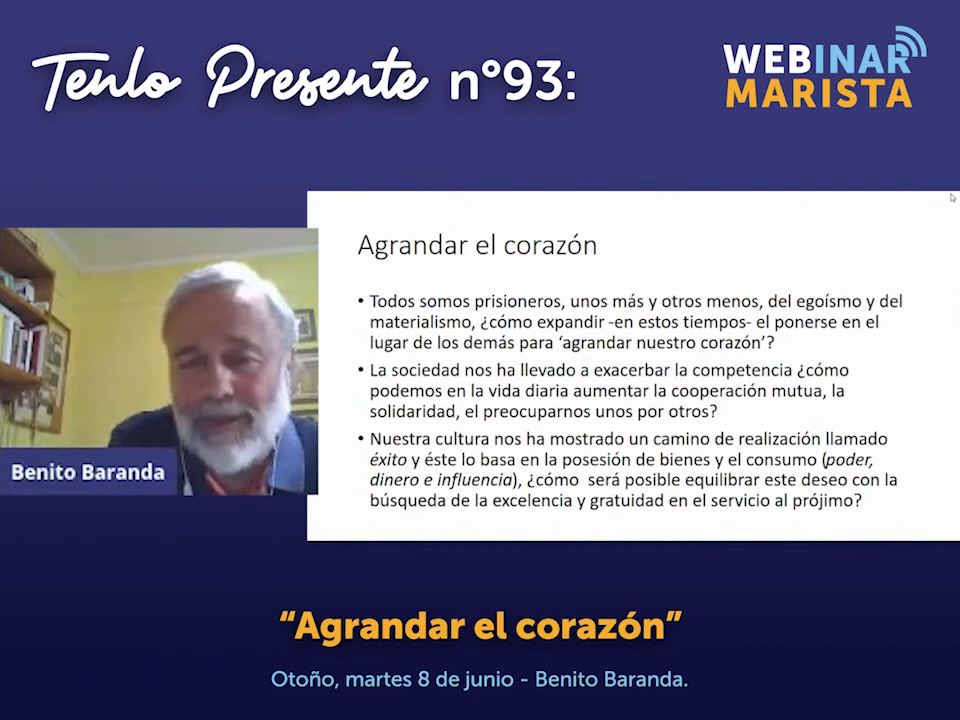 Tenlo Presente n°93:
WEBINAR
MARISTA
Agrandar el corazón
• Todos somos prisioneros, unos más y otros menos, del egoísmo y del
materialismo, ¿cómo expandir -en estos tiempos- el ponerse en el
lugar de los demás para ‘agrandar nuestro corazón’?
• La sociedad nos ha llevado a exacerbar la competencia ¿cómo
podemos en la vida diaria aumentar la cooperación mutua, la
solidaridad, el preocuparnos unos por otros?
• Nuestra cultura nos ha mostrado un camino de realización llamado
éxito y éste lo basa en la posesión de bienes y el consumo (poder,
dinero e influencia), ¿cómo será posible equilibrar este deseo con la
búsqueda de la excelencia y gratuidad en el servicio al prójimo?
Benito Baranda
“Agrandar el corazón”
Otoño, martes 8 de junio - Benito Baranda.